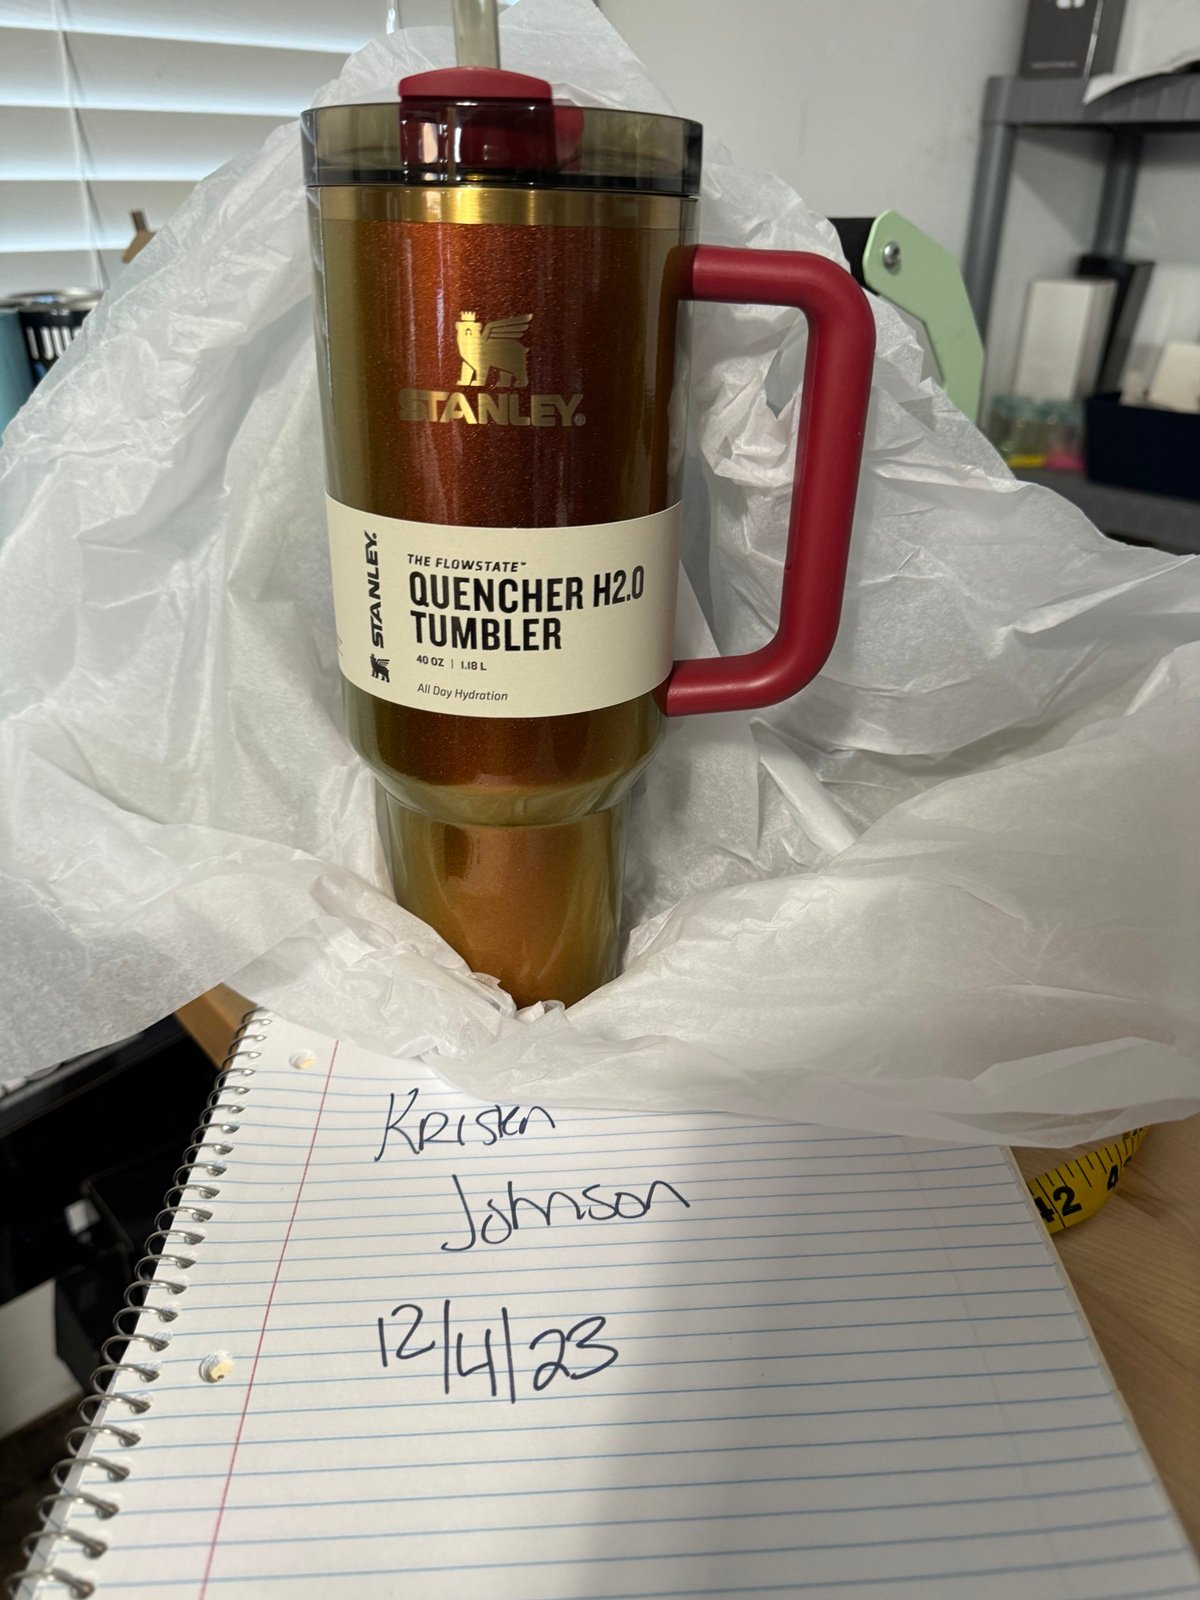 STANLEY®
STANLEY.
THE FLOWSTATE™
QUENCHER H2.0
TUMBLER
40 OZ | 1.18 L
All Day Hydration
Kristen
Johnson
12/4/23
42